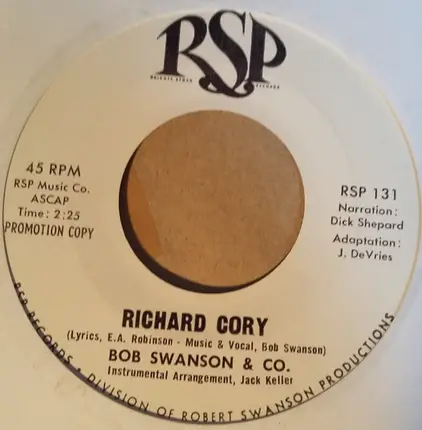 RSP
45 RPM
RSP Music Co.
ASCAP
Time: 2:25
PROMOTION COPY
RSP 131
Narration:
Dick Shepard
Adaptation:
J. DeVries
RICHARD CORY
(Lyrics, E.A. Robinson - Music & Vocal, Bob Swanson)
BOB SWANSON & CO.
Instrumental Arrangement, Jack Keller
RSP RECORDS • DIVISION OF ROBERT SWANSON PRODUCTIONS